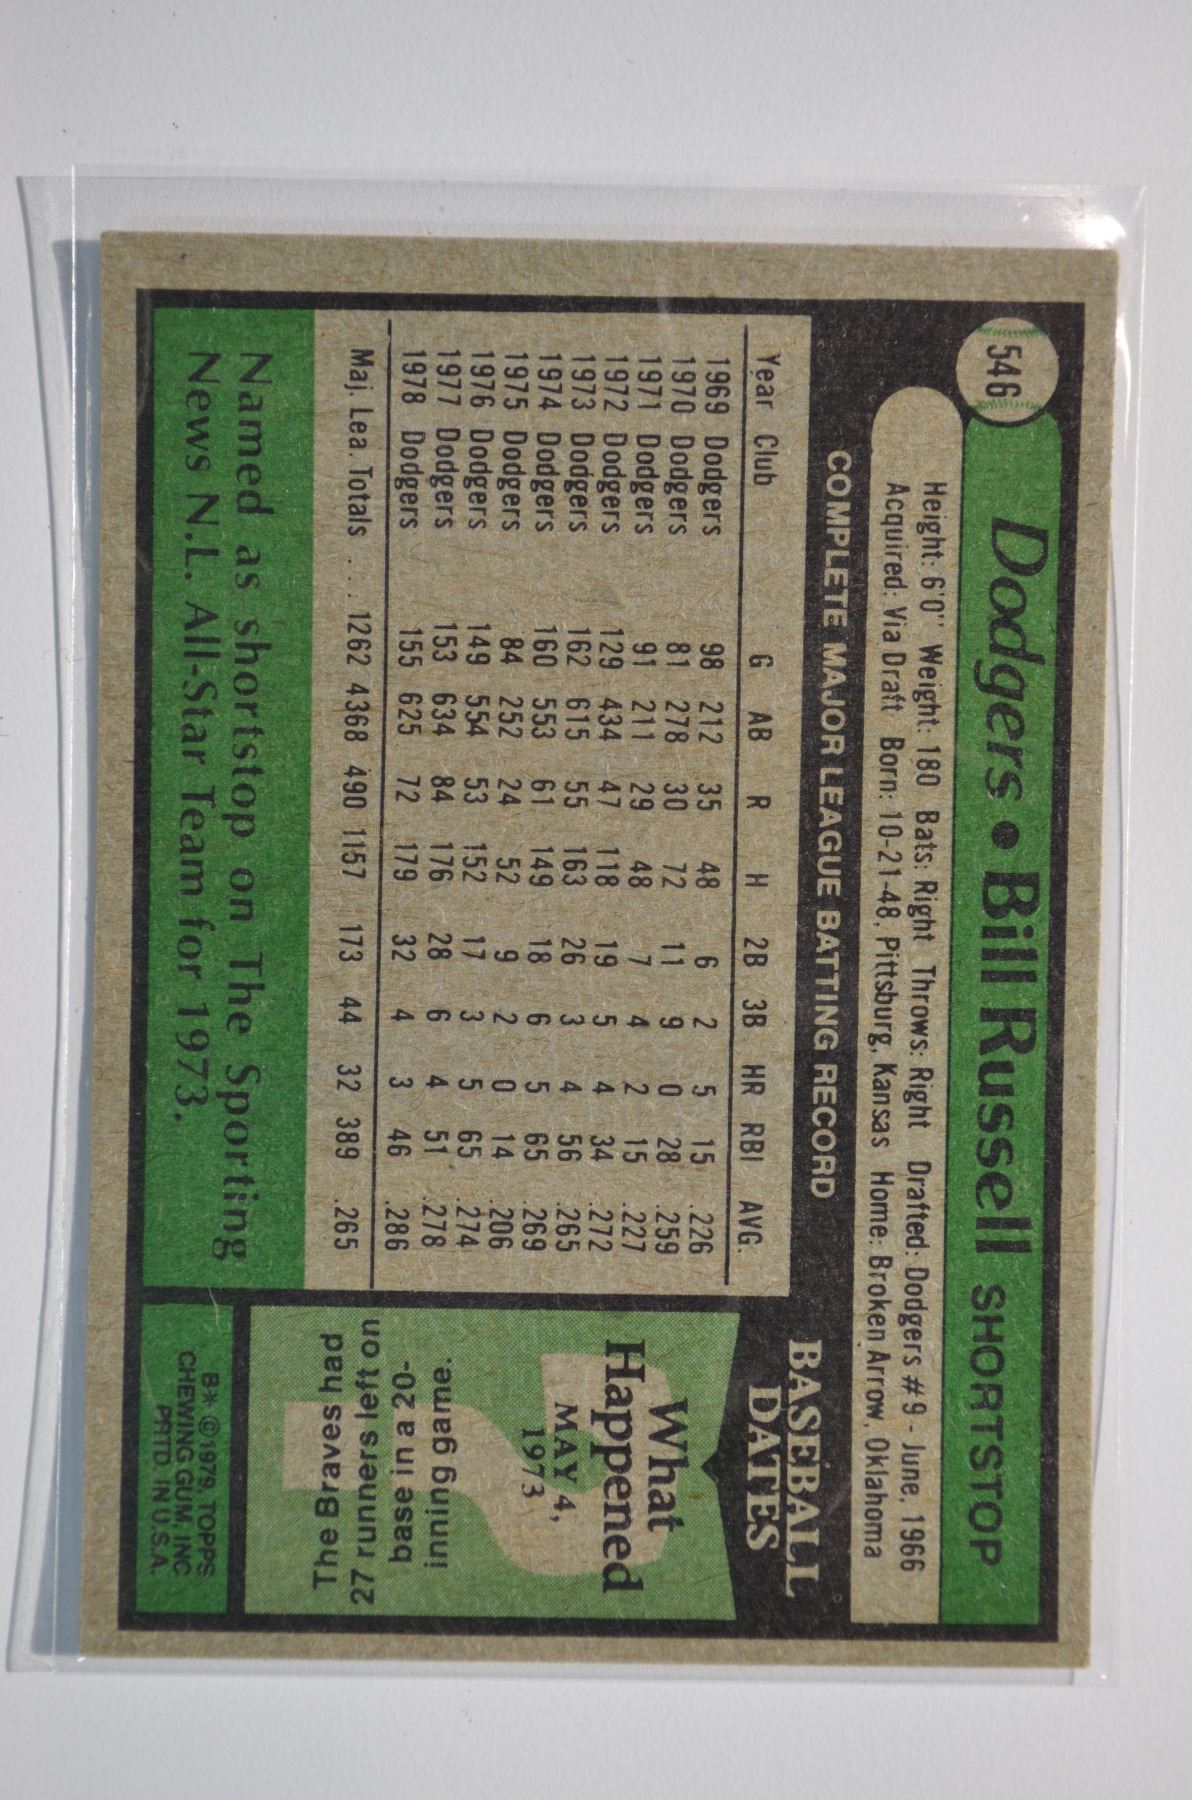 546
Dodgers • Bill Russell SHORTSTOP
Height: 6'0" Weight: 180 Bats: Right Throws: Right Drafted: Dodgers #9 - June, 1966
Acquired: Via Draft Born: 10-21-48, Pittsburg, Kansas Home: Broken Arrow, Oklahoma
COMPLETE MAJOR LEAGUE BATTING RECORD
Year Club G AB R H 2B 3B HR RBI AVG.
1969 Dodgers 98 212 35 48 6 2 5 15 .226
1970 Dodgers 81 278 30 72 11 9 0 28 .259
1971 Dodgers 91 211 29 48 7 4 2 15 .227
1972 Dodgers 129 434 47 118 19 5 4 34 .272
1973 Dodgers 162 615 55 163 26 3 4 56 .265
1974 Dodgers 160 553 61 149 18 6 5 65 .269
1975 Dodgers 84 252 24 52 9 2 0 14 .206
1976 Dodgers 149 554 53 152 17 3 5 65 .274
1977 Dodgers 153 634 84 176 28 6 4 51 .278
1978 Dodgers 155 625 72 179 32 4 3 46 .286
Maj. Lea. Totals ... 1262 4368 490 1157 173 44 32 389 .265
Named as shortstop on The Sporting
News N.L. All-Star Team for 1973.
BASEBALL
DATES
What
Happened
MAY 4,
1973
The Braves had
27 runners left on
base in a 20-
inning game.
B* © 1979, TOPPS
CHEWING GUM, INC.
PRTD. IN U.S.A.